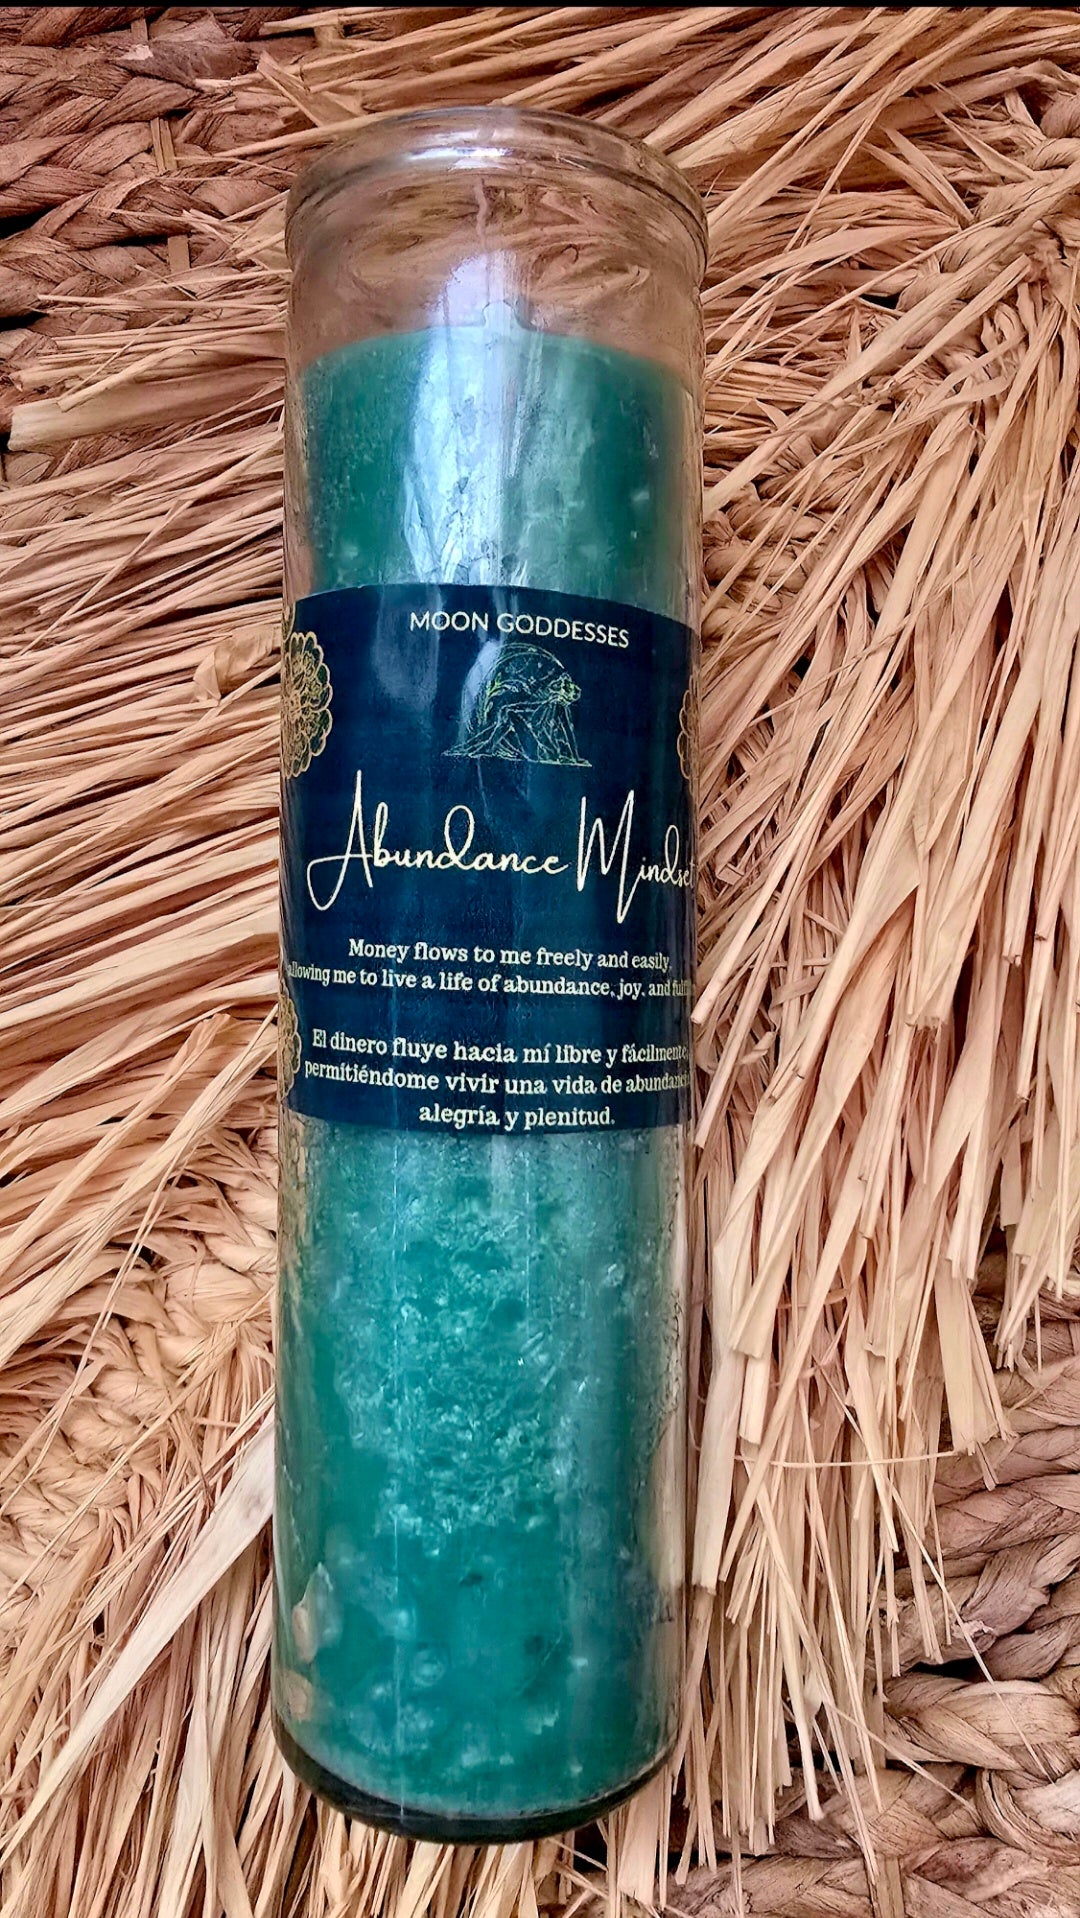 MOON GODDESSES
Abundance Mindset
Money flows to me freely and easily,
allowing me to live a life of abundance, joy, and
El dinero fluye hacia mí libre y fácilmente,
permitiéndome vivir una vida de abundancia
alegría y plenitud.